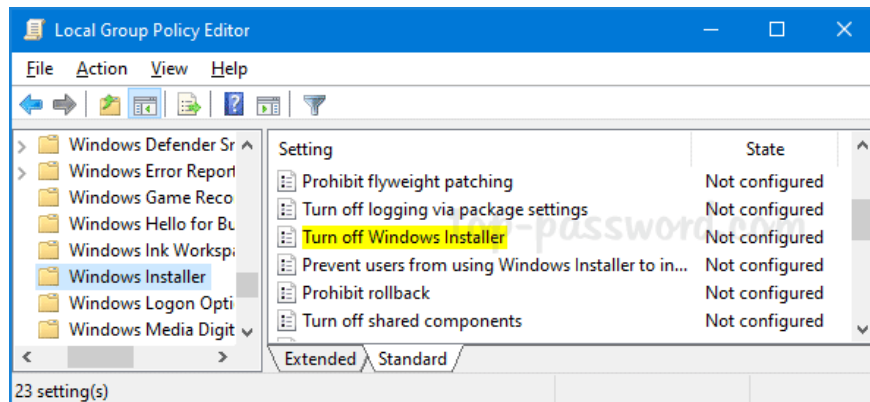 Local Group Policy Editor
File Action View Help
Windows Defender Sr
Windows Error Report
Windows Game Reco
Windows Hello for Bu
Windows Ink Workspa
Windows Installer
Windows Logon Opti
Windows Media Digit
Setting State
Prohibit flyweight patching Not configured
Turn off logging via package settings Not configured
Turn off Windows Installer Not configured
Prevent users from using Windows Installer to in... Not configured
Prohibit rollback Not configured
Turn off shared components Not configured
Top-password.com
Extended Standard
23 setting(s)